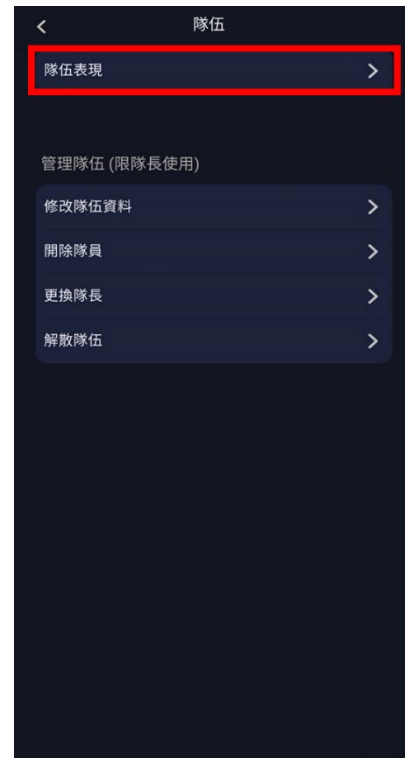 隊伍
隊伍表現
管理隊伍 (限隊長使用)
修改隊伍資料
開除隊員
更換隊長
解散隊伍